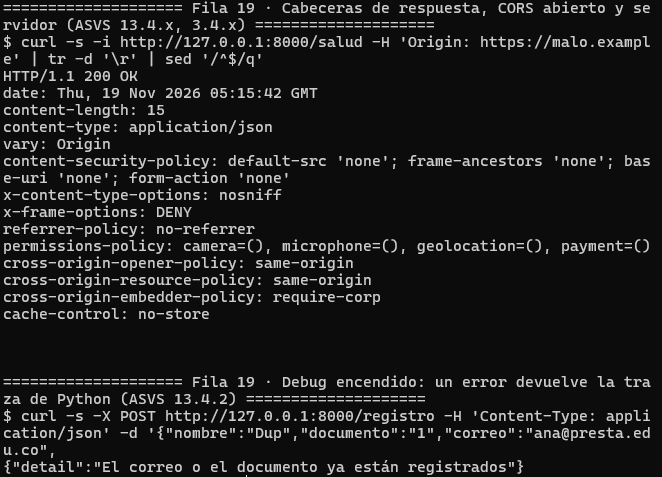 ==================== Fila 19 · Cabeceras de respuesta, CORS abierto y se
rvidor (ASVS 13.4.x, 3.4.x) ====================
$ curl -s -i http://127.0.0.1:8000/salud -H 'Origin: https://malo.exampl
e' | tr -d '\r' | sed '/^$/q'
HTTP/1.1 200 OK
date: Thu, 19 Nov 2026 05:15:42 GMT
content-length: 15
content-type: application/json
vary: Origin
content-security-policy: default-src 'none'; frame-ancestors 'none'; bas
e-uri 'none'; form-action 'none'
x-content-type-options: nosniff
x-frame-options: DENY
referrer-policy: no-referrer
permissions-policy: camera=(), microphone=(), geolocation=(), payment=()
cross-origin-opener-policy: same-origin
cross-origin-resource-policy: same-origin
cross-origin-embedder-policy: require-corp
cache-control: no-store
==================== Fila 19 · Debug encendido: un error devuelve la tra
za de Python (ASVS 13.4.2) ====================
$ curl -s -X POST http://127.0.0.1:8000/registro -H 'Content-Type: appli
cation/json' -d '{"nombre":"Dup","documento":"1","correo":"ana@presta.ed
u.co",
{"detail":"El correo o el documento ya están registrados"}